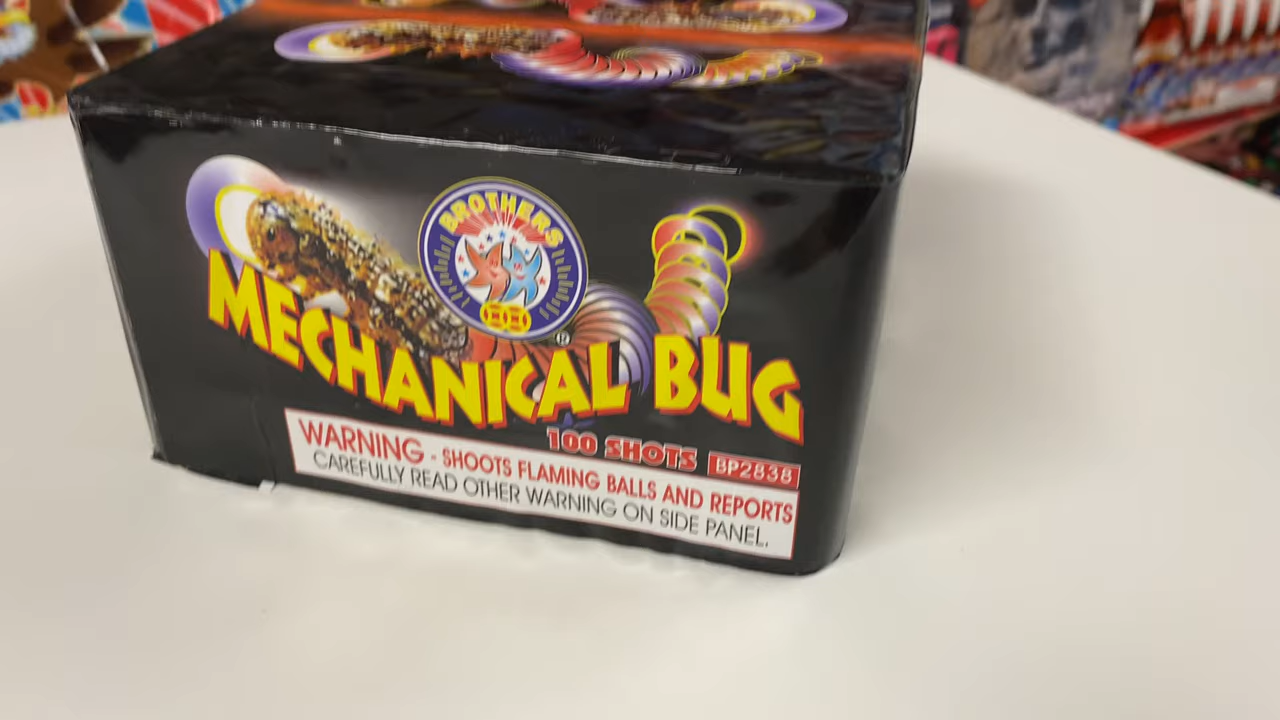 BROTHERS
®
MECHANICAL BUG
100 SHOTS BP2838
WARNING - SHOOTS FLAMING BALLS AND REPORTS
CAREFULLY READ OTHER WARNING ON SIDE PANEL.